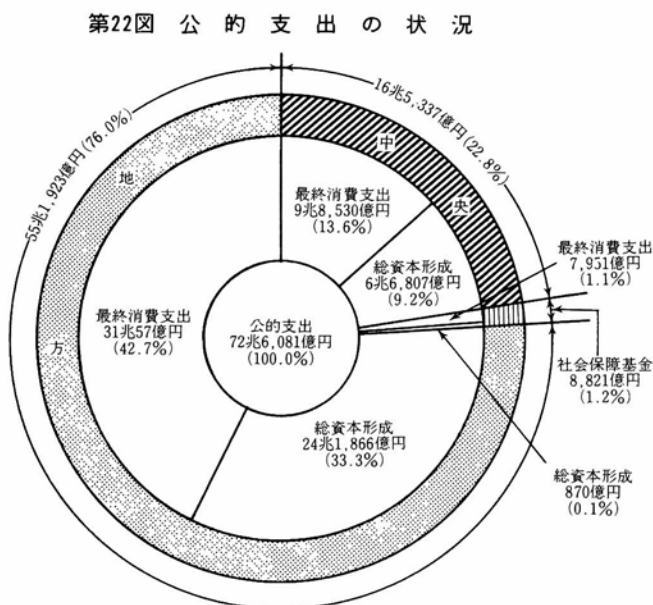 第22図 公的支出の状況
16兆5,337億円(22.8%)
55兆1,923億円(76.0%)
中
央
地
方
最終消費支出
9兆8,530億円
(13.6%)
総資本形成
6兆6,807億円
(9.2%)
最終消費支出
7,951億円
(1.1%)
最終消費支出
31兆57億円
(42.7%)
公的支出
72兆6,081億円
(100.0%)
社会保障基金
8,821億円
(1.2%)
総資本形成
24兆1,866億円
(33.3%)
総資本形成
870億円
(0.1%)